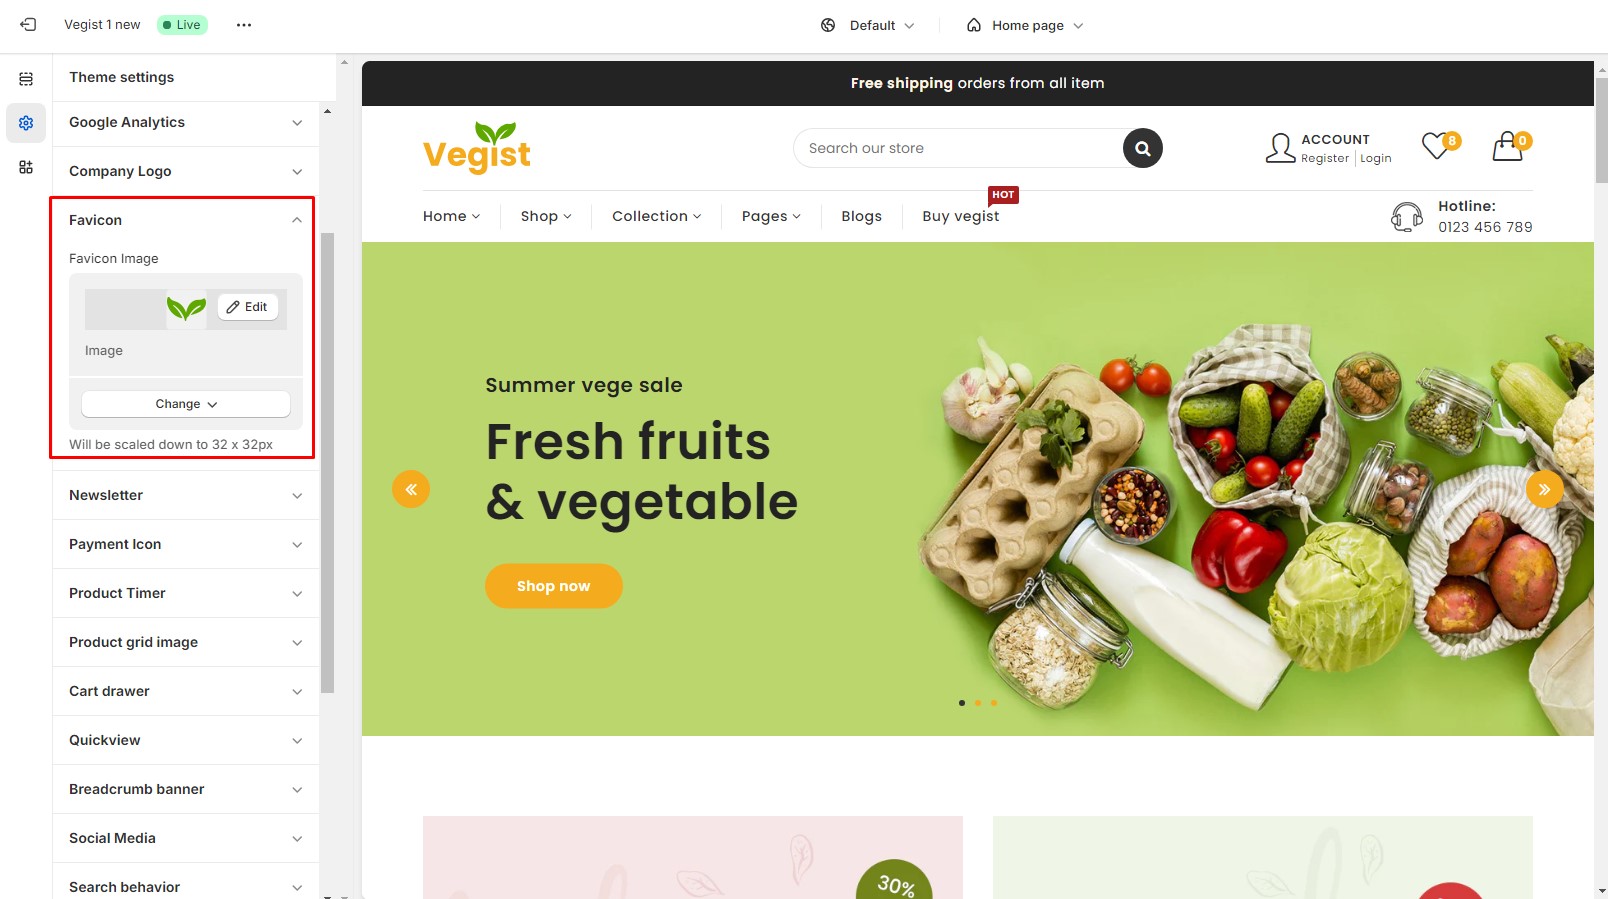 Vegist 1 new
Live
Default
Home page
Theme settings
Google Analytics
Company Logo
Favicon
Favicon Image
Edit
Image
Change
Will be scaled down to 32 x 32px
Newsletter
Payment Icon
Product Timer
Product grid image
Cart drawer
Quickview
Breadcrumb banner
Social Media
Search behavior
Free shipping orders from all item
Vegist
Search our store
ACCOUNT
Register Login
8
0
HOT
Home
Shop
Collection
Pages
Blogs
Buy vegist
Hotline:
0123 456 789
Summer vege sale
Fresh fruits
& vegetable
Shop now
30%